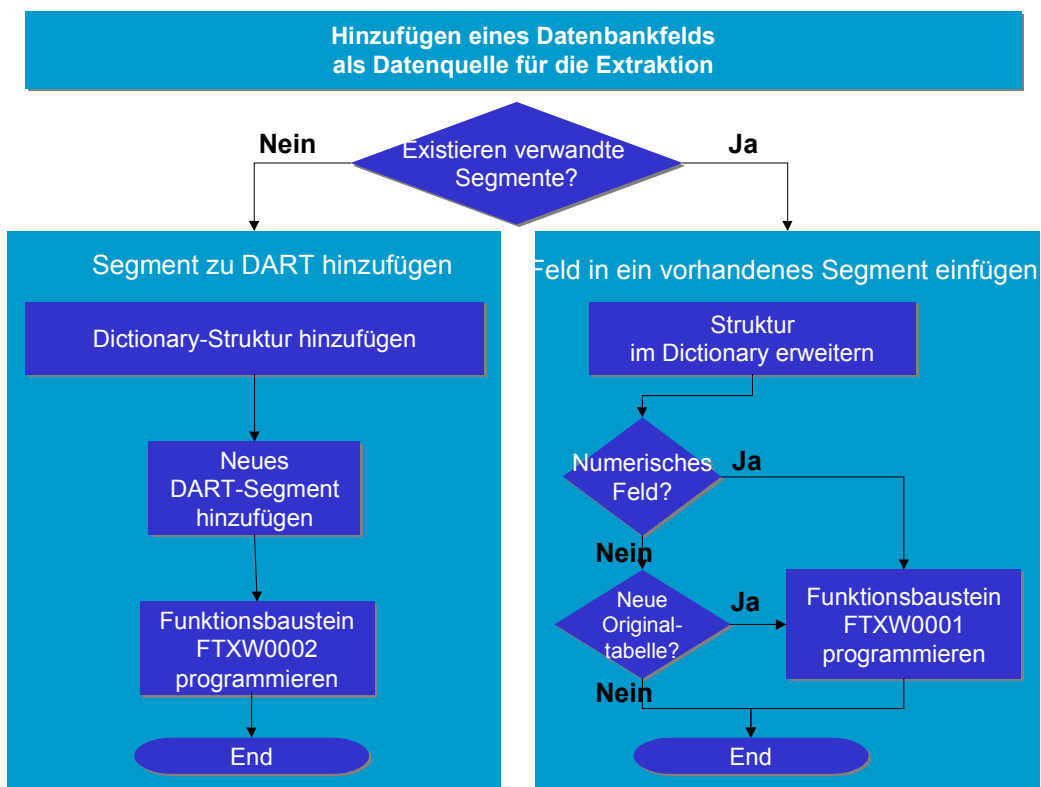 Hinzufügen eines Datenbankfelds
als Datenquelle für die Extraktion
Nein
Existieren verwandte
Segmente?
Ja
Segment zu DART hinzufügen
Dictionary-Struktur hinzufügen
Neues
DART-Segment
hinzufügen
Funktionsbaustein
FTXW0002
programmieren
End
Feld in ein vorhandenes Segment einfügen
Struktur
im Dictionary erweitern
Numerisches
Feld?
Ja
Nein
Neue
Original-
tabelle?
Ja
Funktionsbaustein
FTXW0001
programmieren
Nein
End